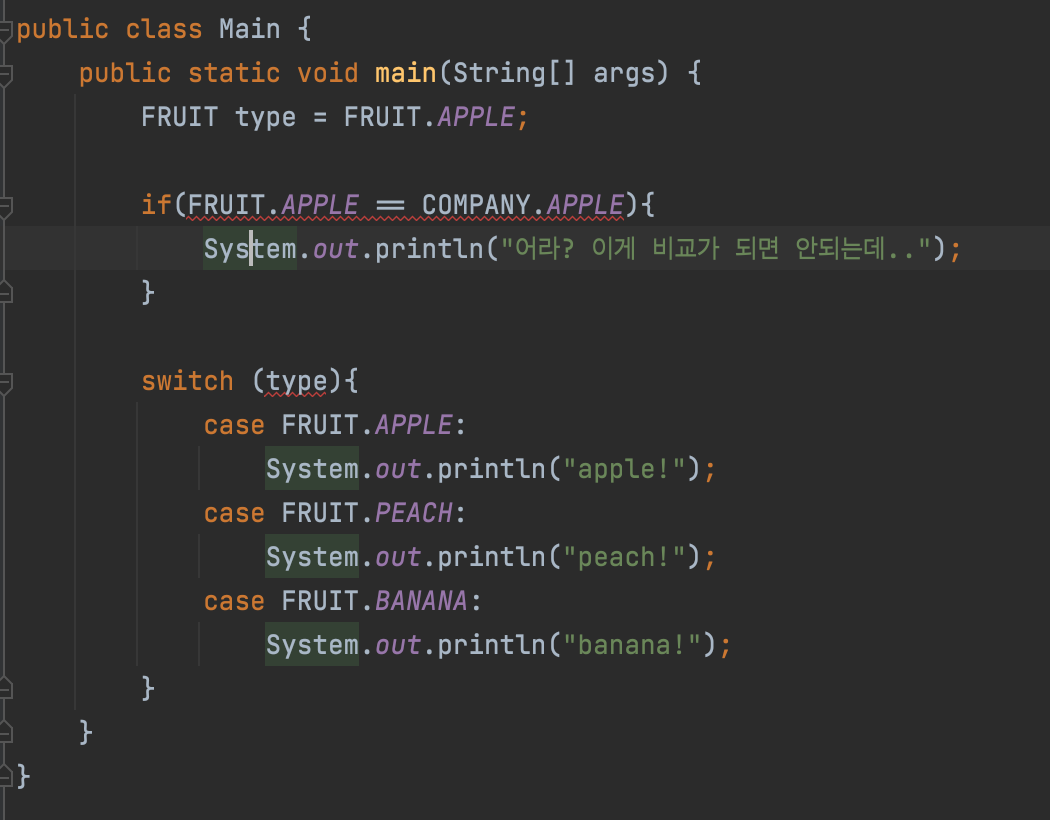 public class Main {
public static void main(String[] args) {
FRUIT type = FRUIT.APPLE;
if(FRUIT.APPLE == COMPANY.APPLE){
System.out.println("어라? 이게 비교가 되면 안되는데..");
}
switch (type){
case FRUIT.APPLE:
System.out.println("apple!");
case FRUIT.PEACH:
System.out.println("peach!");
case FRUIT.BANANA:
System.out.println("banana!");
}
}
}